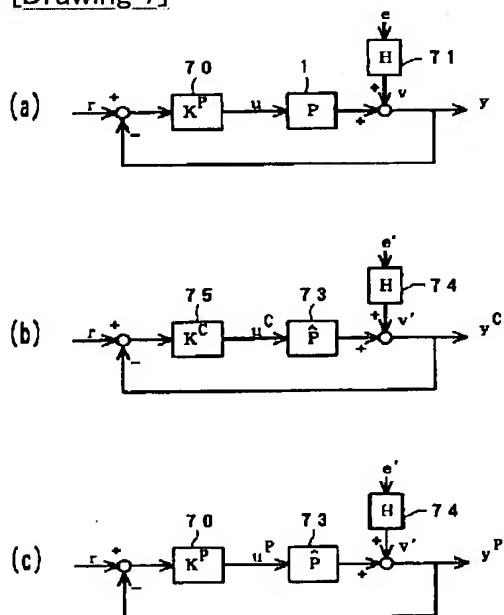 [Drawing 7]
(a)
r + − 70 K^P u 1 P + + v e H 71 y
(b)
r + − 75 K^C u^C 73 P̂ + + v' e' H 74 y^C
(c)
r + − 70 K^P u^P 73 P̂ + + v' e' H 74 y^P